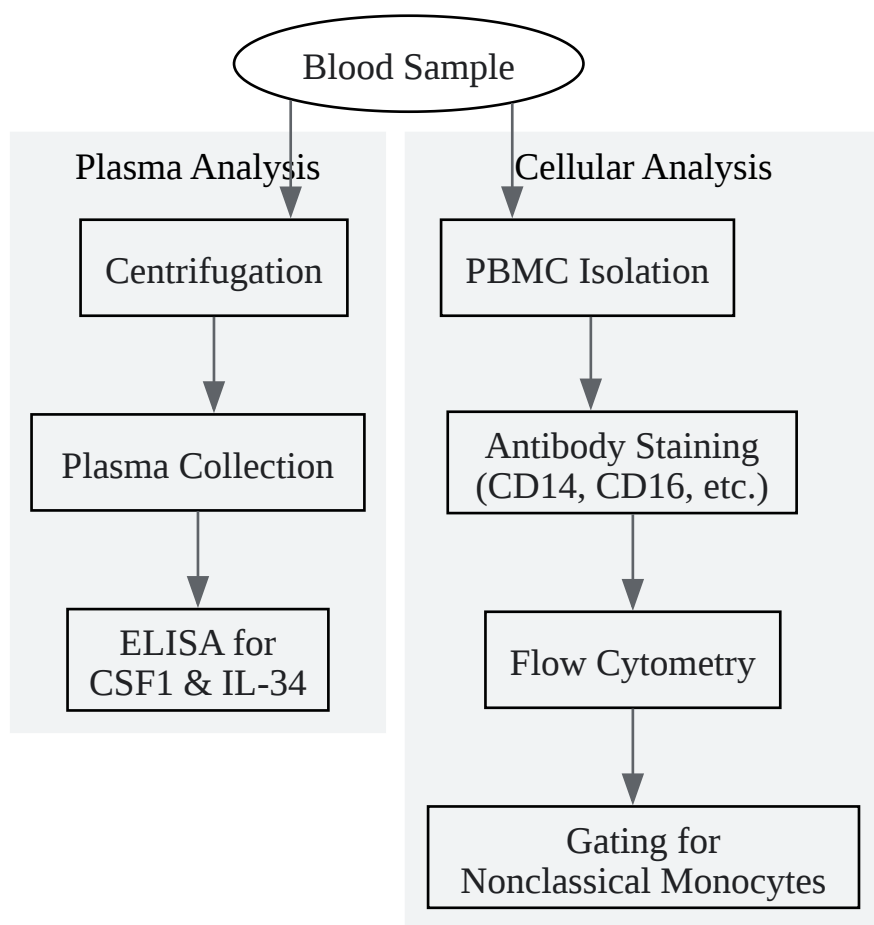 Blood Sample
Plasma Analysis
Centrifugation
Plasma Collection
ELISA for
CSF1 & IL-34
Cellular Analysis
PBMC Isolation
Antibody Staining
(CD14, CD16, etc.)
Flow Cytometry
Gating for
Nonclassical Monocytes